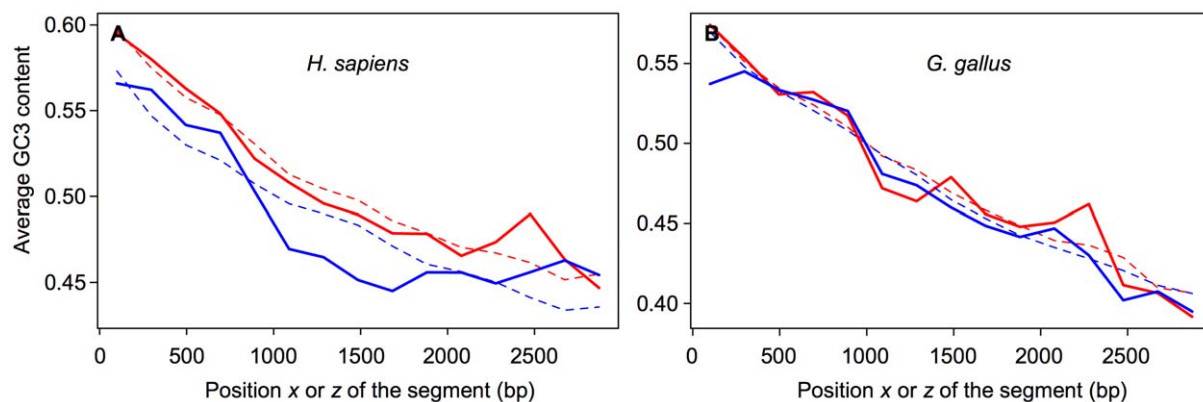 A
H. sapiens
Average GC3 content
0.60
0.55
0.50
0.45
0 500 1000 1500 2000 2500
Position x or z of the segment (bp)
B
G. gallus
0.55
0.50
0.45
0.40
0 500 1000 1500 2000 2500
Position x or z of the segment (bp)